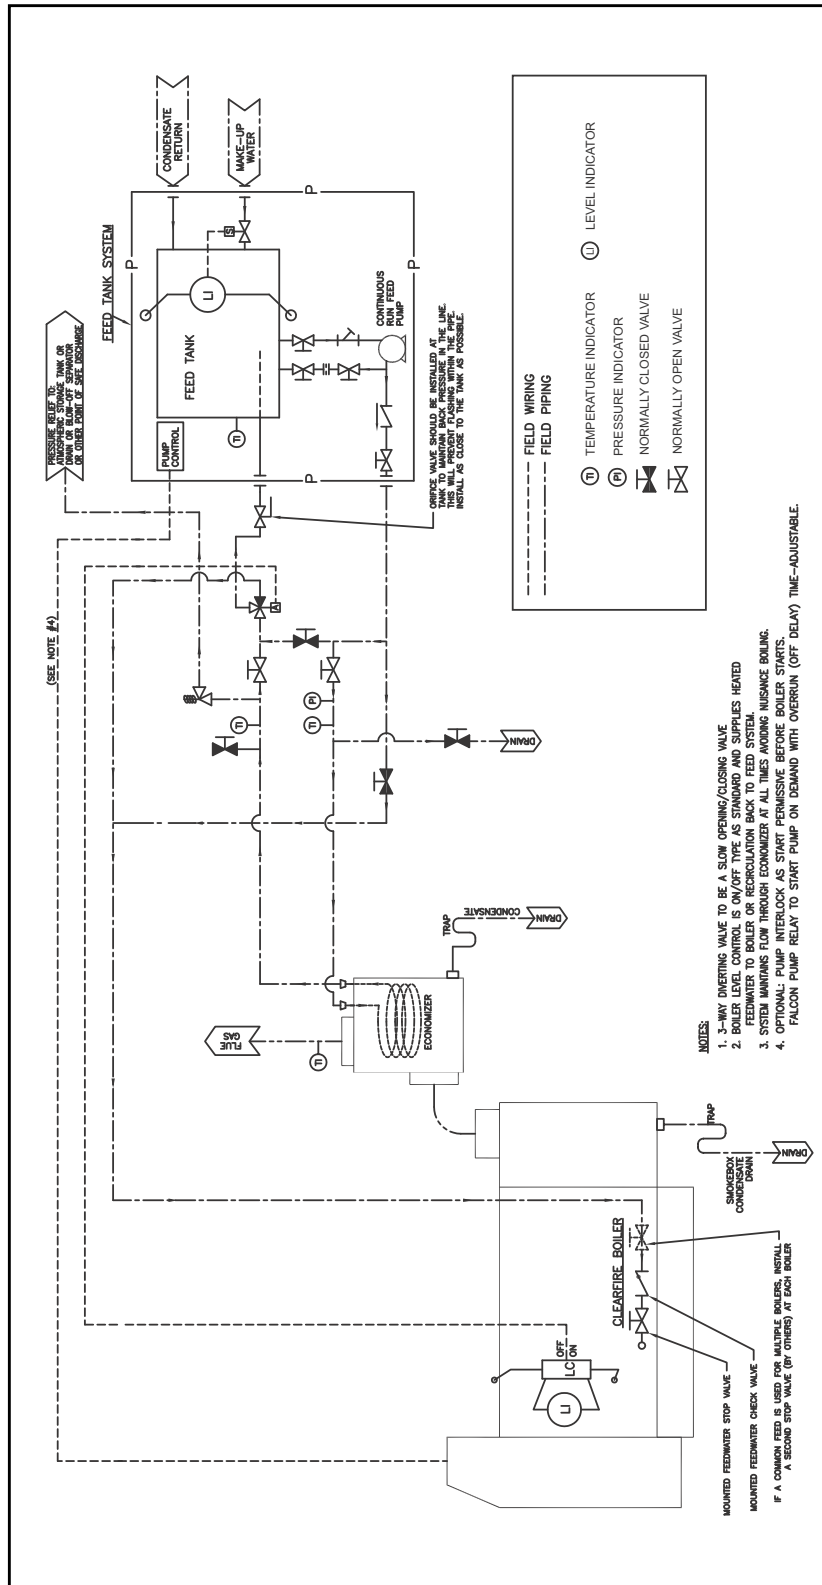 PRESSURE RELIEF TO:
ATMOSPHERIC STORAGE TANK OR
DRAIN OR BLOW-OFF SEPARATOR
OR OTHER POINT OF SAFE DISCHARGE
FEED TANK SYSTEM
CONDENSATE
RETURN
MAKE-UP
WATER
P
P
P
P
S
LI
FEED TANK
TI
PUMP
CONTROL
CONTINUOUS
RUN FEED
PUMP
ORIFICE VALVE SHOULD BE INSTALLED AT
TANK TO MAINTAIN BACK PRESSURE IN THE LINE.
THIS WILL PREVENT FLASHING WITHIN THE PIPE.
INSTALL AS CLOSE TO THE TANK AS POSSIBLE.
(SEE NOTE #4)
A
TI
PI
TI
DRAIN
FLUE
GAS
TI
ECONOMIZER
TRAP
CONDENSATE
DRAIN
CLEARFIRE BOILER
LI
LC
OFF
ON
TRAP
SMOKEBOX
CONDENSATE
DRAIN
DRAIN
MOUNTED FEEDWATER STOP VALVE
MOUNTED FEEDWATER CHECK VALVE
IF A COMMON FEED IS USED FOR MULTIPLE BOILERS, INSTALL
A SECOND STOP VALVE (BY OTHERS) AT EACH BOILER
FIELD WIRING
FIELD PIPING
TI TEMPERATURE INDICATOR
LI LEVEL INDICATOR
PI PRESSURE INDICATOR
NORMALLY CLOSED VALVE
NORMALLY OPEN VALVE
NOTES:
1. 3-WAY DIVERTING VALVE TO BE A SLOW OPENING/CLOSING VALVE
2. BOILER LEVEL CONTROL IS ON/OFF TYPE AS STANDARD AND SUPPLIES HEATED
FEEDWATER TO BOILER OR RECIRCULATION BACK TO FEED SYSTEM.
3. SYSTEM MAINTAINS FLOW THROUGH ECONOMIZER AT ALL TIMES AVOIDING NUISANCE BOILING.
4. OPTIONAL: PUMP INTERLOCK AS START PERMISSIVE BEFORE BOILER STARTS.
FALCON PUMP RELAY TO START PUMP ON DEMAND WITH OVERRUN (OFF DELAY) TIME-ADJUSTABLE.